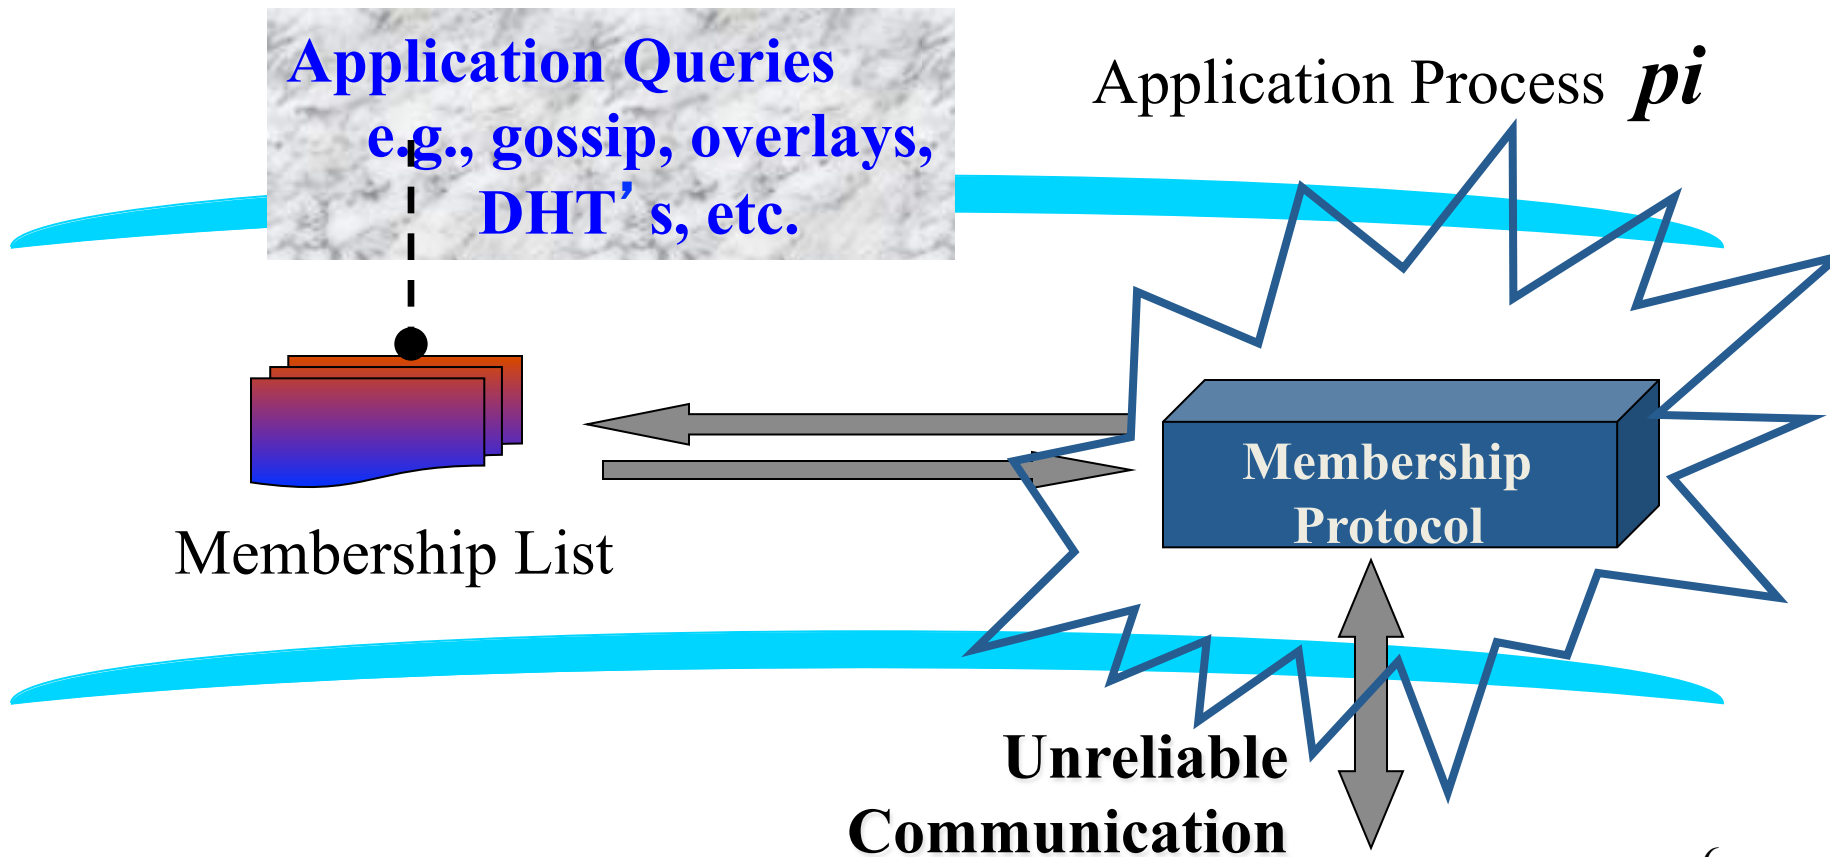 Application Queries
e.g., gossip, overlays,
DHT’s, etc.
Application Process pi
Membership
Protocol
Membership List
Unreliable
Communication